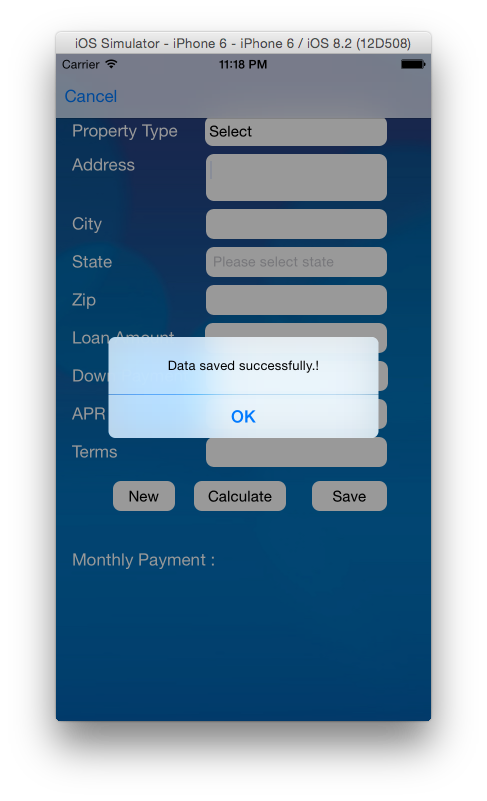 iOS Simulator - iPhone 6 - iPhone 6 / iOS 8.2 (12D508)
Carrier 11:18 PM
Cancel
Property Type Select
Address
City
State Please select state
Zip
Loan Amount
Data saved successfully.!
Dow
APR
OK
Terms
New Calculate Save
Monthly Payment :